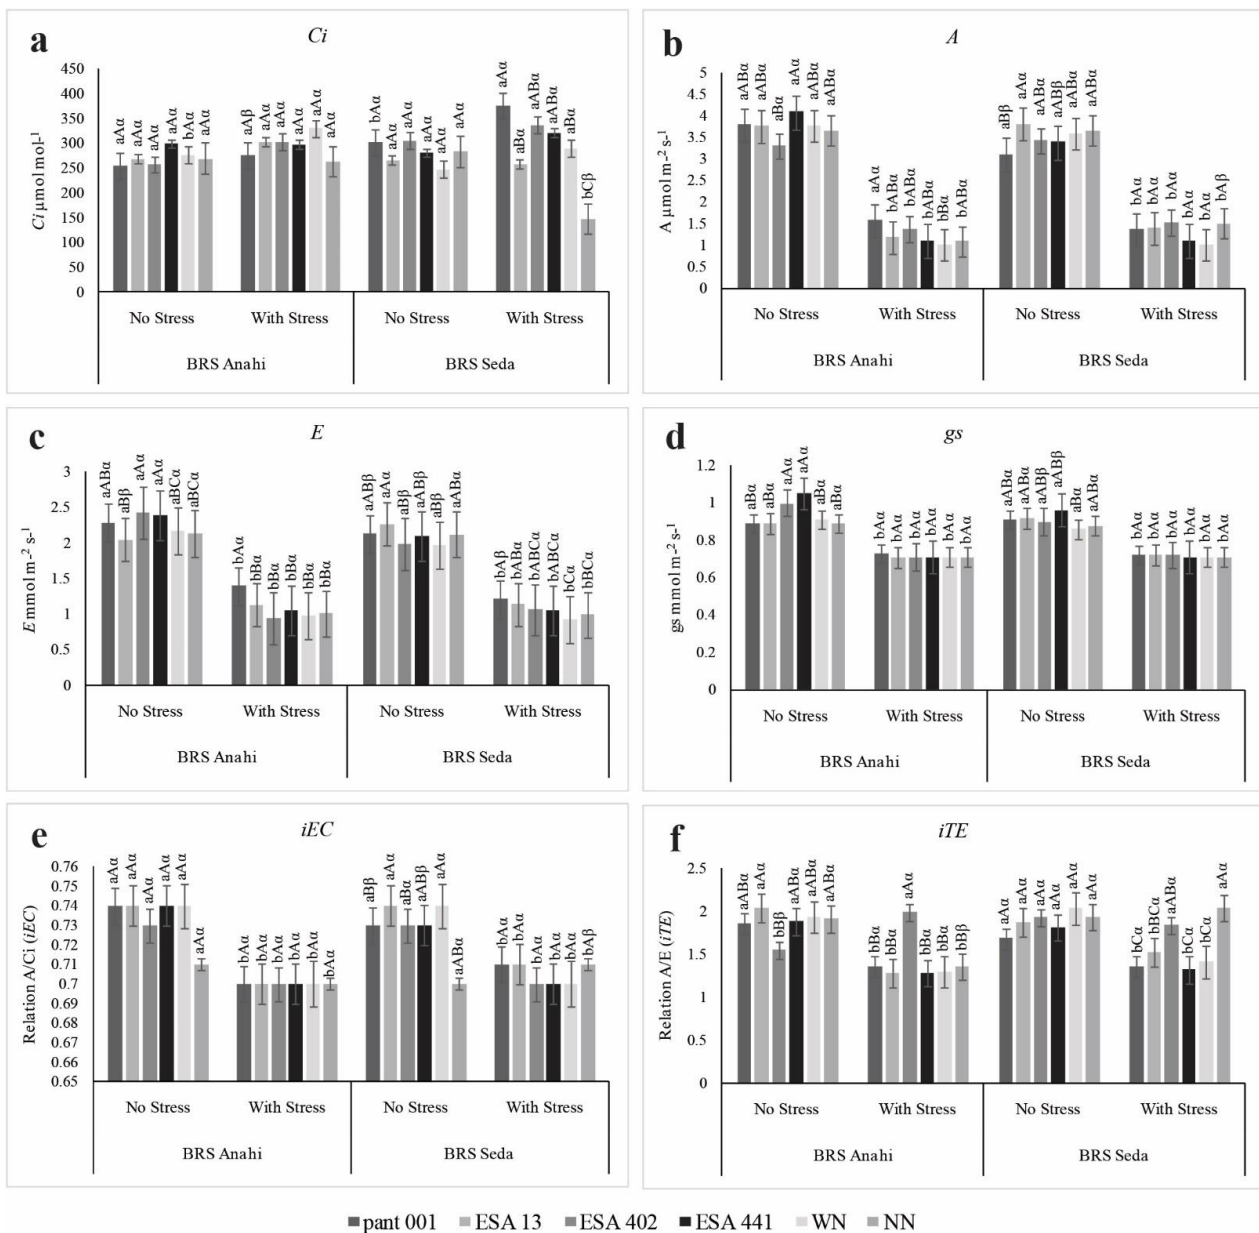 a
Ci
Ci µmol mol-1
450
400
350
300
250
200
150
100
50
0
aAα aAα aAα aAα bAα aAα
aAβ aAα aAα aAα aAα aAα
bAα aAα aAα aAα aAα aAα
aAα aBα aABα aABα aBα bCβ
No Stress
With Stress
No Stress
With Stress
BRS Anahi
BRS Seda
b
A
A µmol m-2 s-1
5
4.5
4
3.5
3
2.5
2
1.5
1
0.5
0
aABα aABα aBα aAα aABα aABα
aAα bABα bABα bABα bBα bABα
aBβ aAα aABα aABβ aABα aABα
bAα bAα bAα bAα bAα bAβ
No Stress
With Stress
No Stress
With Stress
BRS Anahi
BRS Seda
c
E
E mmol m-2 s-1
3
2.5
2
1.5
1
0.5
0
aABα aBβ aAα aAα aBCα aBCα
bAα bBα bBα bBα bBα bBα
aABβ aAα aBβ aABβ aBβ aABα
bAβ bABα bABCα bABCα bCα bBCα
No Stress
With Stress
No Stress
With Stress
BRS Anahi
BRS Seda
d
gs
gs mmol m-2 s-1
1.2
1
0.8
0.6
0.4
0.2
0
aBα aBα aAα aAα aBα aBα
bAα bAα bAα bAα bAα bAα
aABα aABα aABβ aABβ aBα aABα
bAα bAα bAα bAα bAα bAα
No Stress
With Stress
No Stress
With Stress
BRS Anahi
BRS Seda
e
iEC
Relation A/Ci (iEC)
0.76
0.75
0.74
0.73
0.72
0.71
0.7
0.69
0.68
0.67
0.66
0.65
aAα aAα aAα aAα aAα aAα
bAα bAα bAα bAα bAα bAα
aBβ aAα aBα aABβ aAα aABα
bAα bAα bAα bAα bAα bAβ
No Stress
With Stress
No Stress
With Stress
BRS Anahi
BRS Seda
f
iTE
Relation A/E (iTE)
2.5
2
1.5
1
0.5
0
aABα aAα bBβ aABα aABα aABα
bBα bBα aAα bBα bBα bBβ
aAα aAα aAα aAα aAα aAα
bCα bBCα aABα bCα bCα aAα
No Stress
With Stress
No Stress
With Stress
BRS Anahi
BRS Seda
pant 001 ESA 13 ESA 402 ESA 441 WN NN